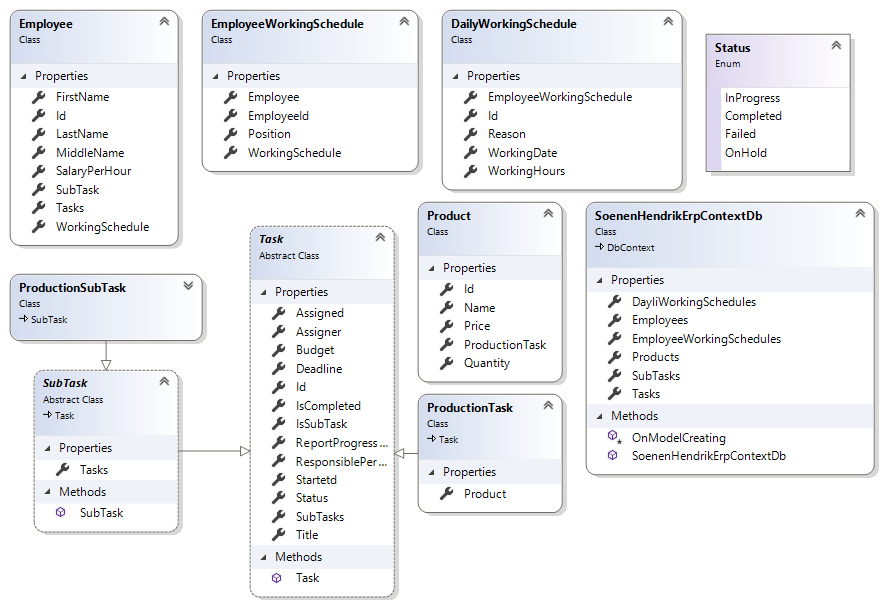 Employee
Class
Properties
FirstName
Id
LastName
MiddleName
SalaryPerHour
SubTask
Tasks
WorkingSchedule
EmployeeWorkingSchedule
Class
Properties
Employee
EmployeeId
Position
WorkingSchedule
DailyWorkingSchedule
Class
Properties
EmployeeWorkingSchedule
Id
Reason
WorkingDate
WorkingHours
Status
Enum
InProgress
Completed
Failed
OnHold
ProductionSubTask
Class
SubTask
SubTask
Abstract Class
Task
Properties
Tasks
Methods
SubTask
Task
Abstract Class
Properties
Assigned
Assigner
Budget
Deadline
Id
IsCompleted
IsSubTask
ReportProgress...
ResponsiblePer...
Startetd
Status
SubTasks
Title
Methods
Task
Product
Class
Properties
Id
Name
Price
ProductionTask
Quantity
ProductionTask
Class
Task
Properties
Product
SoenenHendrikErpContextDb
Class
DbContext
Properties
DayliWorkingSchedules
Employees
EmployeeWorkingSchedules
Products
SubTasks
Tasks
Methods
OnModelCreating
SoenenHendrikErpContextDb